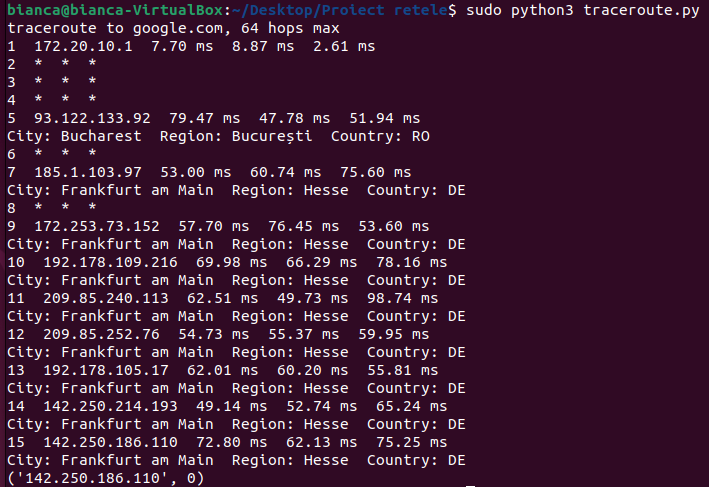 bianca@bianca-VirtualBox:~/Desktop/Proiect retele$ sudo python3 traceroute.py
traceroute to google.com, 64 hops max
1  172.20.10.1  7.70 ms  8.87 ms  2.61 ms
2  *  *  *
3  *  *  *
4  *  *  *
5  93.122.133.92  79.47 ms  47.78 ms  51.94 ms
City: Bucharest  Region: București  Country: RO
6  *  *  *
7  185.1.103.97  53.00 ms  60.74 ms  75.60 ms
City: Frankfurt am Main  Region: Hesse  Country: DE
8  *  *  *
9  172.253.73.152  57.70 ms  76.45 ms  53.60 ms
City: Frankfurt am Main  Region: Hesse  Country: DE
10  192.178.109.216  69.98 ms  66.29 ms  78.16 ms
City: Frankfurt am Main  Region: Hesse  Country: DE
11  209.85.240.113  62.51 ms  49.73 ms  98.74 ms
City: Frankfurt am Main  Region: Hesse  Country: DE
12  209.85.252.76  54.73 ms  55.37 ms  59.95 ms
City: Frankfurt am Main  Region: Hesse  Country: DE
13  192.178.105.17  62.01 ms  60.20 ms  55.81 ms
City: Frankfurt am Main  Region: Hesse  Country: DE
14  142.250.214.193  49.14 ms  52.74 ms  65.24 ms
City: Frankfurt am Main  Region: Hesse  Country: DE
15  142.250.186.110  72.80 ms  62.13 ms  75.25 ms
City: Frankfurt am Main  Region: Hesse  Country: DE
('142.250.186.110', 0)